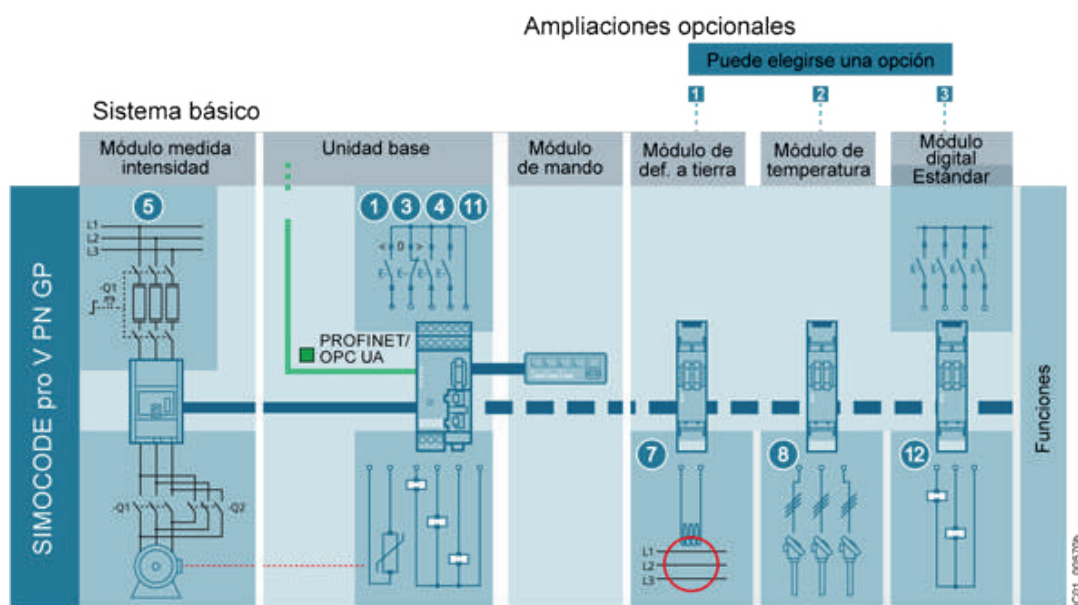 Ampliaciones opcionales
Puede elegirse una opción
1
2
3
Sistema básico
Módulo medida
intensidad
Unidad base
Módulo
de mando
Módulo de
def. a tierra
Módulo de
temperatura
Módulo
digital
Estándar
SIMOCODE pro V PN GP
5
1
3
4
11
L1
L2
L3
< 0 >
E
E
E
E
E
E
E
E
-Q1
PROFINET/
OPC UA
Funciones
7
8
12
-Q1
-Q2
L1
L2
L3